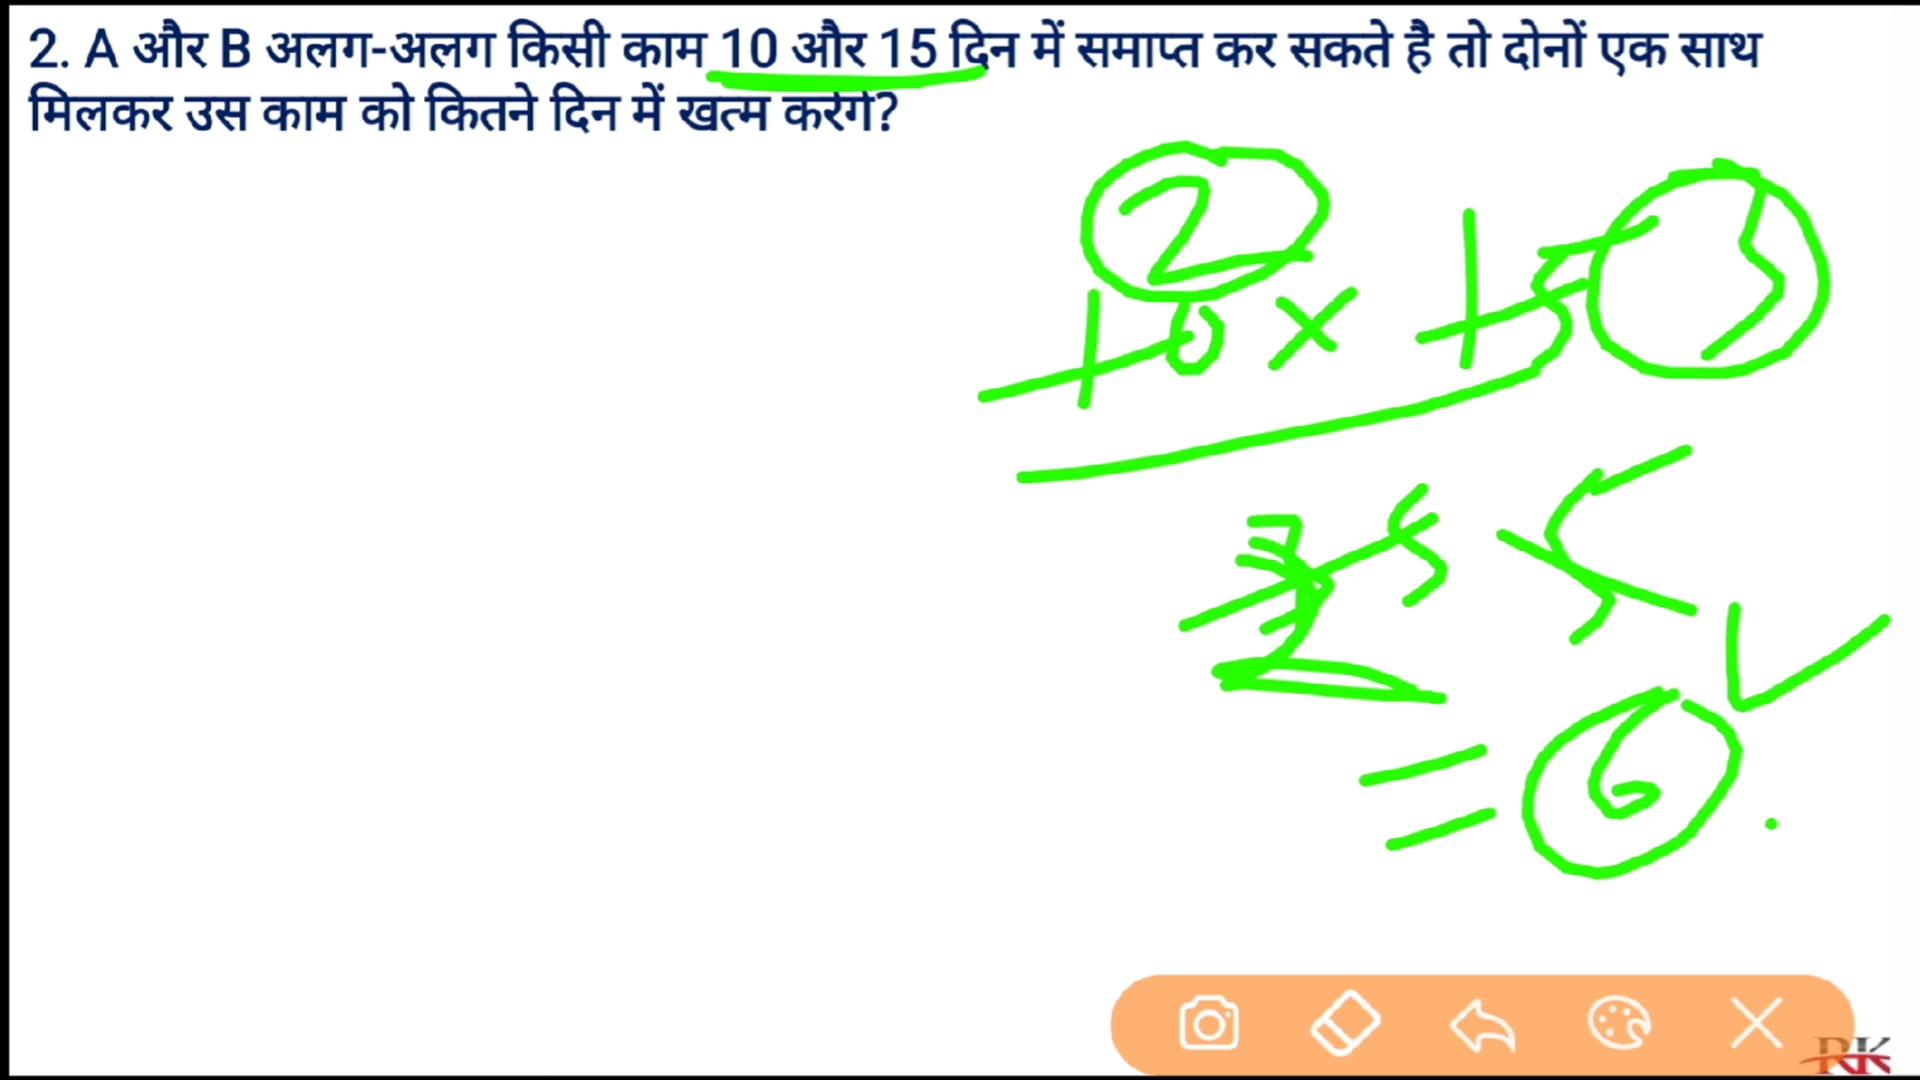 2. A और B अलग-अलग किसी काम 10 और 15 दिन में समाप्त कर सकते है तो दोनों एक साथ
मिलकर उस काम को कितने दिन में खत्म करेंगे?
2 3
10 × 15
25 5
= 6
RK